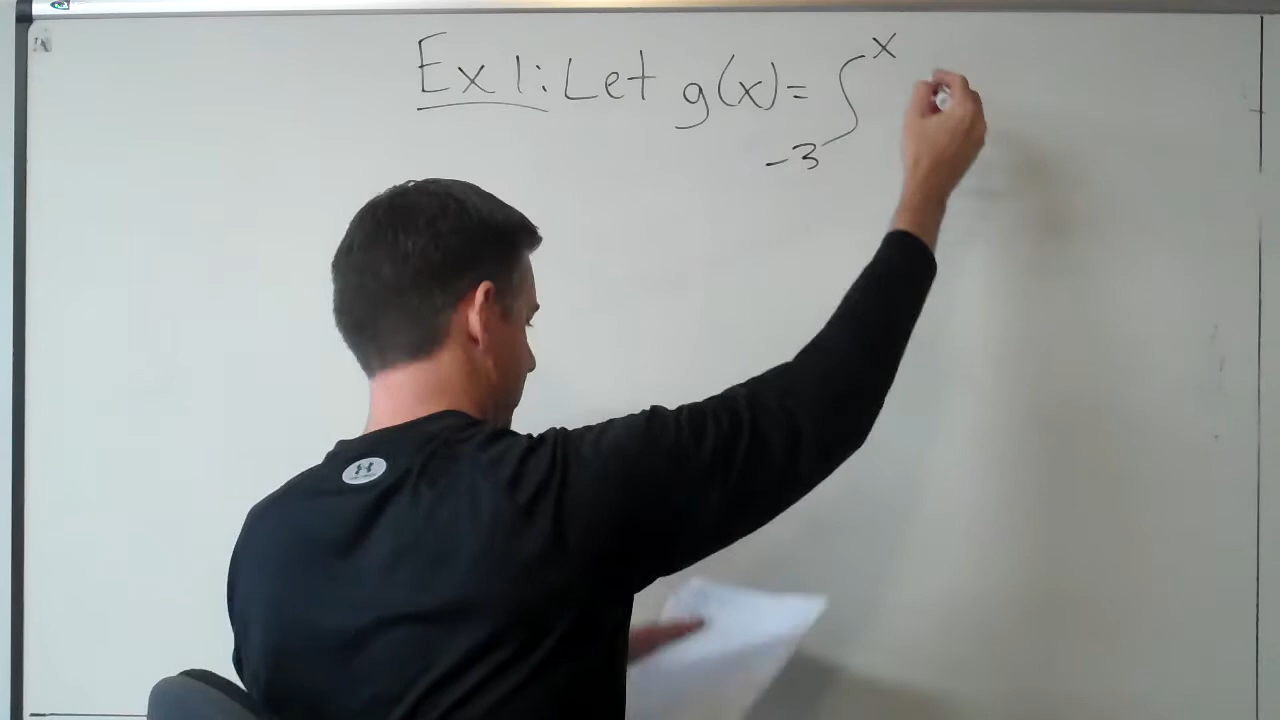 Ex 1: Let g(x) = ∫_{-3}^{x}